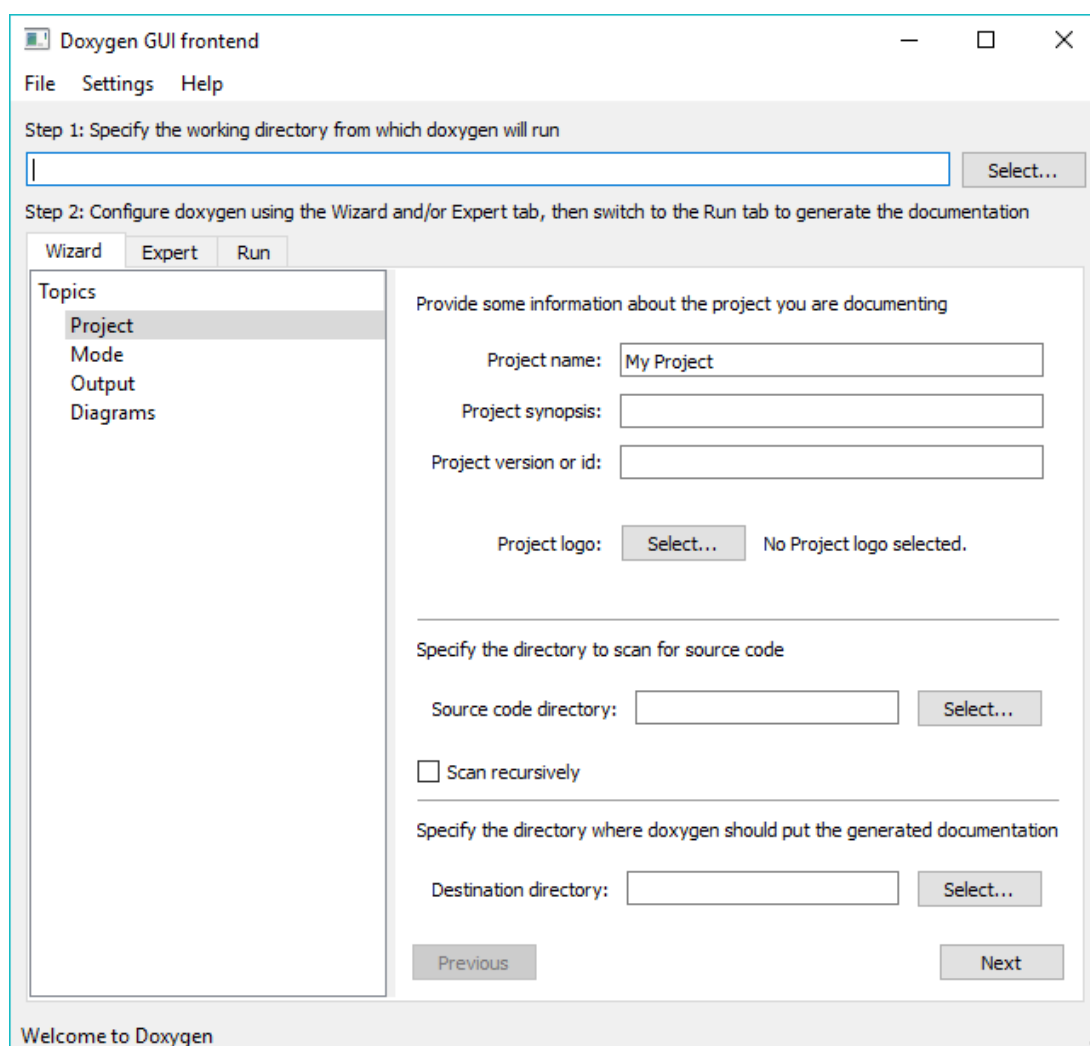 Doxygen GUI frontend
File Settings Help
Step 1: Specify the working directory from which doxygen will run
Select...
Step 2: Configure doxygen using the Wizard and/or Expert tab, then switch to the Run tab to generate the documentation
Wizard Expert Run
Topics
Project
Mode
Output
Diagrams
Provide some information about the project you are documenting
Project name: My Project
Project synopsis:
Project version or id:
Project logo: Select... No Project logo selected.
Specify the directory to scan for source code
Source code directory: Select...
Scan recursively
Specify the directory where doxygen should put the generated documentation
Destination directory: Select...
Previous Next
Welcome to Doxygen